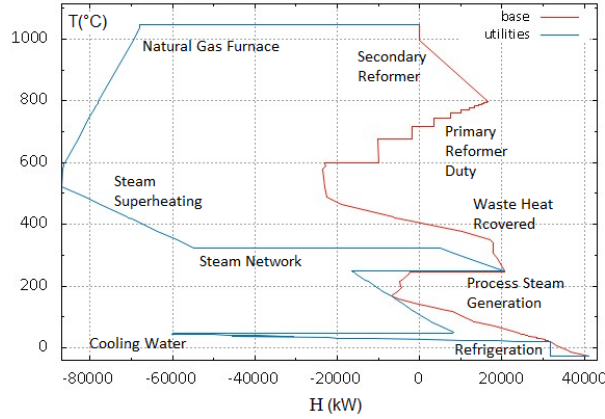 T(°C)
base
utilities
Natural Gas Furnace
Secondary
Reformer
Primary
Reformer
Duty
Steam
Superheating
Waste Heat
Rcovered
Steam Network
Process Steam
Generation
Cooling Water
Refrigeration
1000
800
600
400
200
0
-80000 -60000 -40000 -20000 0 20000 40000
H (kW)